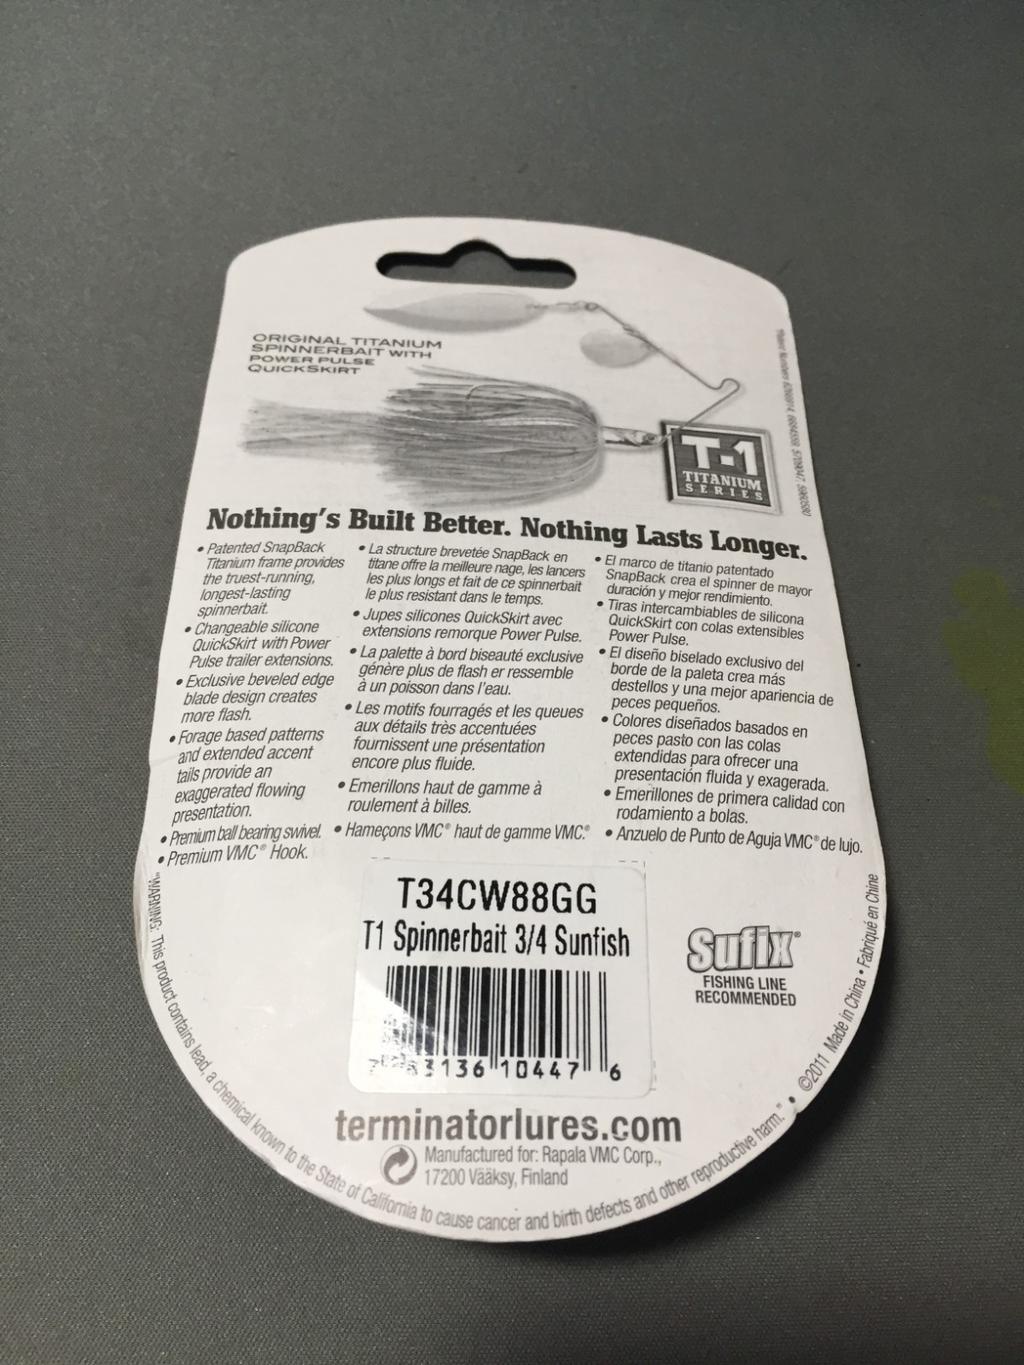 ORIGINAL TITANIUM
SPINNERBAIT WITH
POWER PULSE
QUICKSKIRT
T-1
TITANIUM
SERIES
Nothing's Built Better. Nothing Lasts Longer.
• Patented SnapBack
Titanium frame provides
the truest-running,
longest-lasting
spinnerbait.
• Changeable silicone
QuickSkirt with Power
Pulse trailer extensions.
• Exclusive beveled edge
blade design creates
more flash.
• Forage based patterns
and extended accent
tails provide an
exaggerated flowing
presentation.
• Premium ball bearing swivel.
• Premium VMC® Hook.
• La structure brevetée SnapBack en
titane offre la meilleure nage, les lancers
les plus longs et fait de ce spinnerbait
le plus resistant dans le temps.
• Jupes silicones QuickSkirt avec
extensions remorque Power Pulse.
• La palette à bord biseauté exclusive
génère plus de flash er ressemble
à un poisson dans l'eau.
• Les motifs fourragés et les queues
aux détails très accentuées
fournissent une présentation
encore plus fluide.
• Emerillons haut de gamme à
roulement à billes.
• Hameçons VMC® haut de gamme VMC.®
• El marco de titanio patentado
SnapBack crea el spinner de mayor
duración y mejor rendimiento.
• Tiras intercambiables de silicona
QuickSkirt con colas extensibles
Power Pulse.
• El diseño biselado exclusivo del
borde de la paleta crea más
destellos y una mejor apariencia de
peces pequeños.
• Colores diseñados basados en
peces pasto con las colas
extendidas para ofrecer una
presentación fluida y exagerada.
• Emerillones de primera calidad con
rodamiento a bolas.
• Anzuelo de Punto de Aguja VMC® de lujo.
T34CW88GG
T1 Spinnerbait 3/4 Sunfish
3136 10447 6
Sufix®
FISHING LINE
RECOMMENDED
terminatorlures.com
Manufactured for: Rapala VMC Corp.,
17200 Vääksy, Finland
"WARNING: This product contains lead, a chemical known to the State of California to cause cancer and birth defects and other reproductive harm." • ©2011 Made in China • Fabriqué en Chine